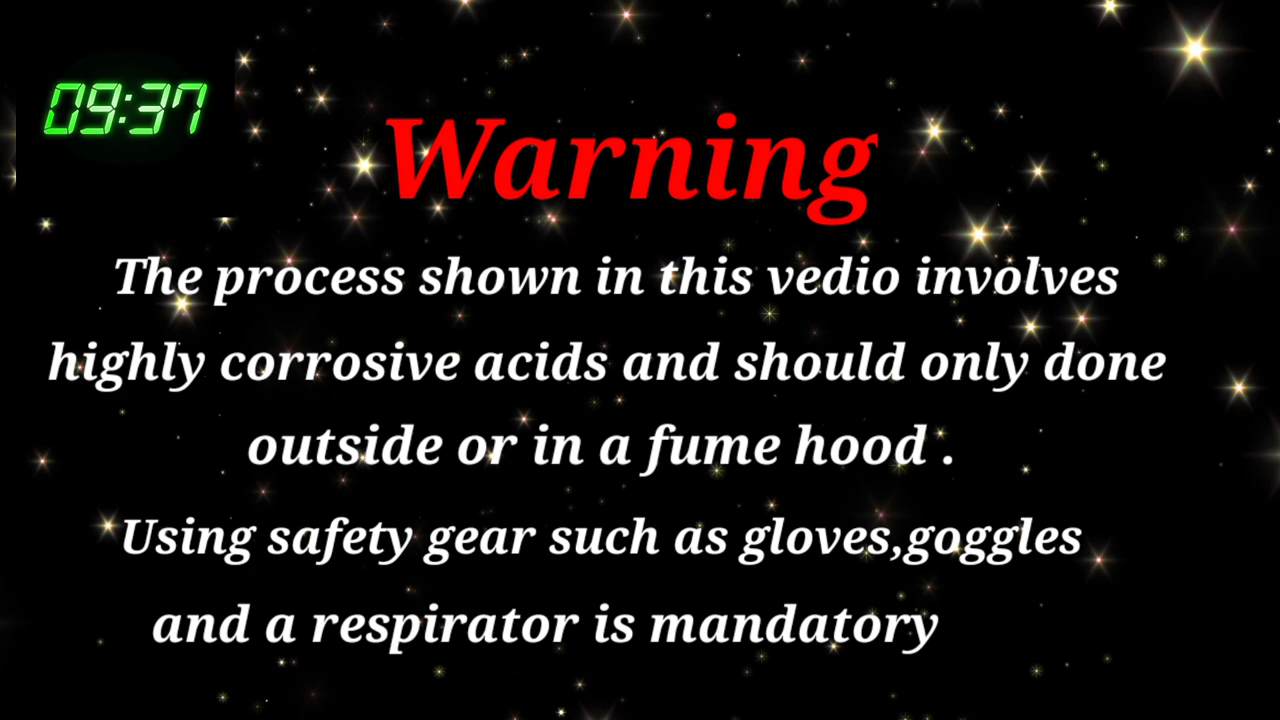 09:37
Warning
The process shown in this vedio involves
highly corrosive acids and should only done
outside or in a fume hood .
Using safety gear such as gloves,goggles
and a respirator is mandatory